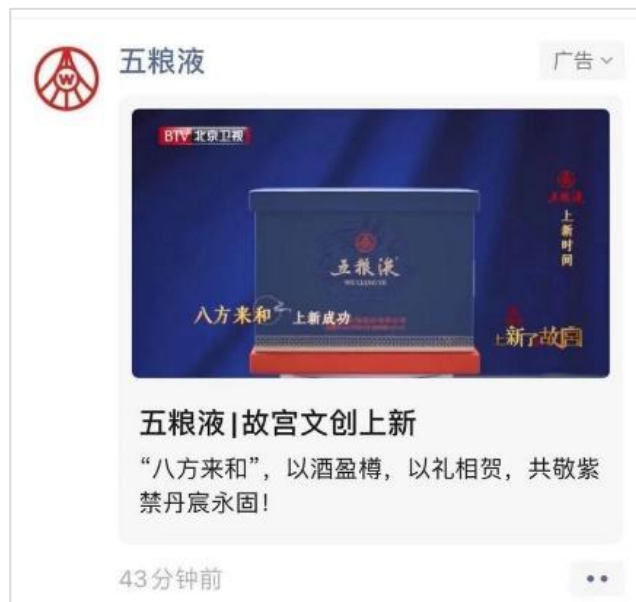 五粮液
广告
BTV 北京卫视
五粮液
上新时间
五粮液
WU LIANG YE
八方来和
上新成功
上新了故宫
五粮液|故宫文创上新
“八方来和”，以酒盈樽，以礼相贺，共敬紫
禁丹宸永固！
43分钟前